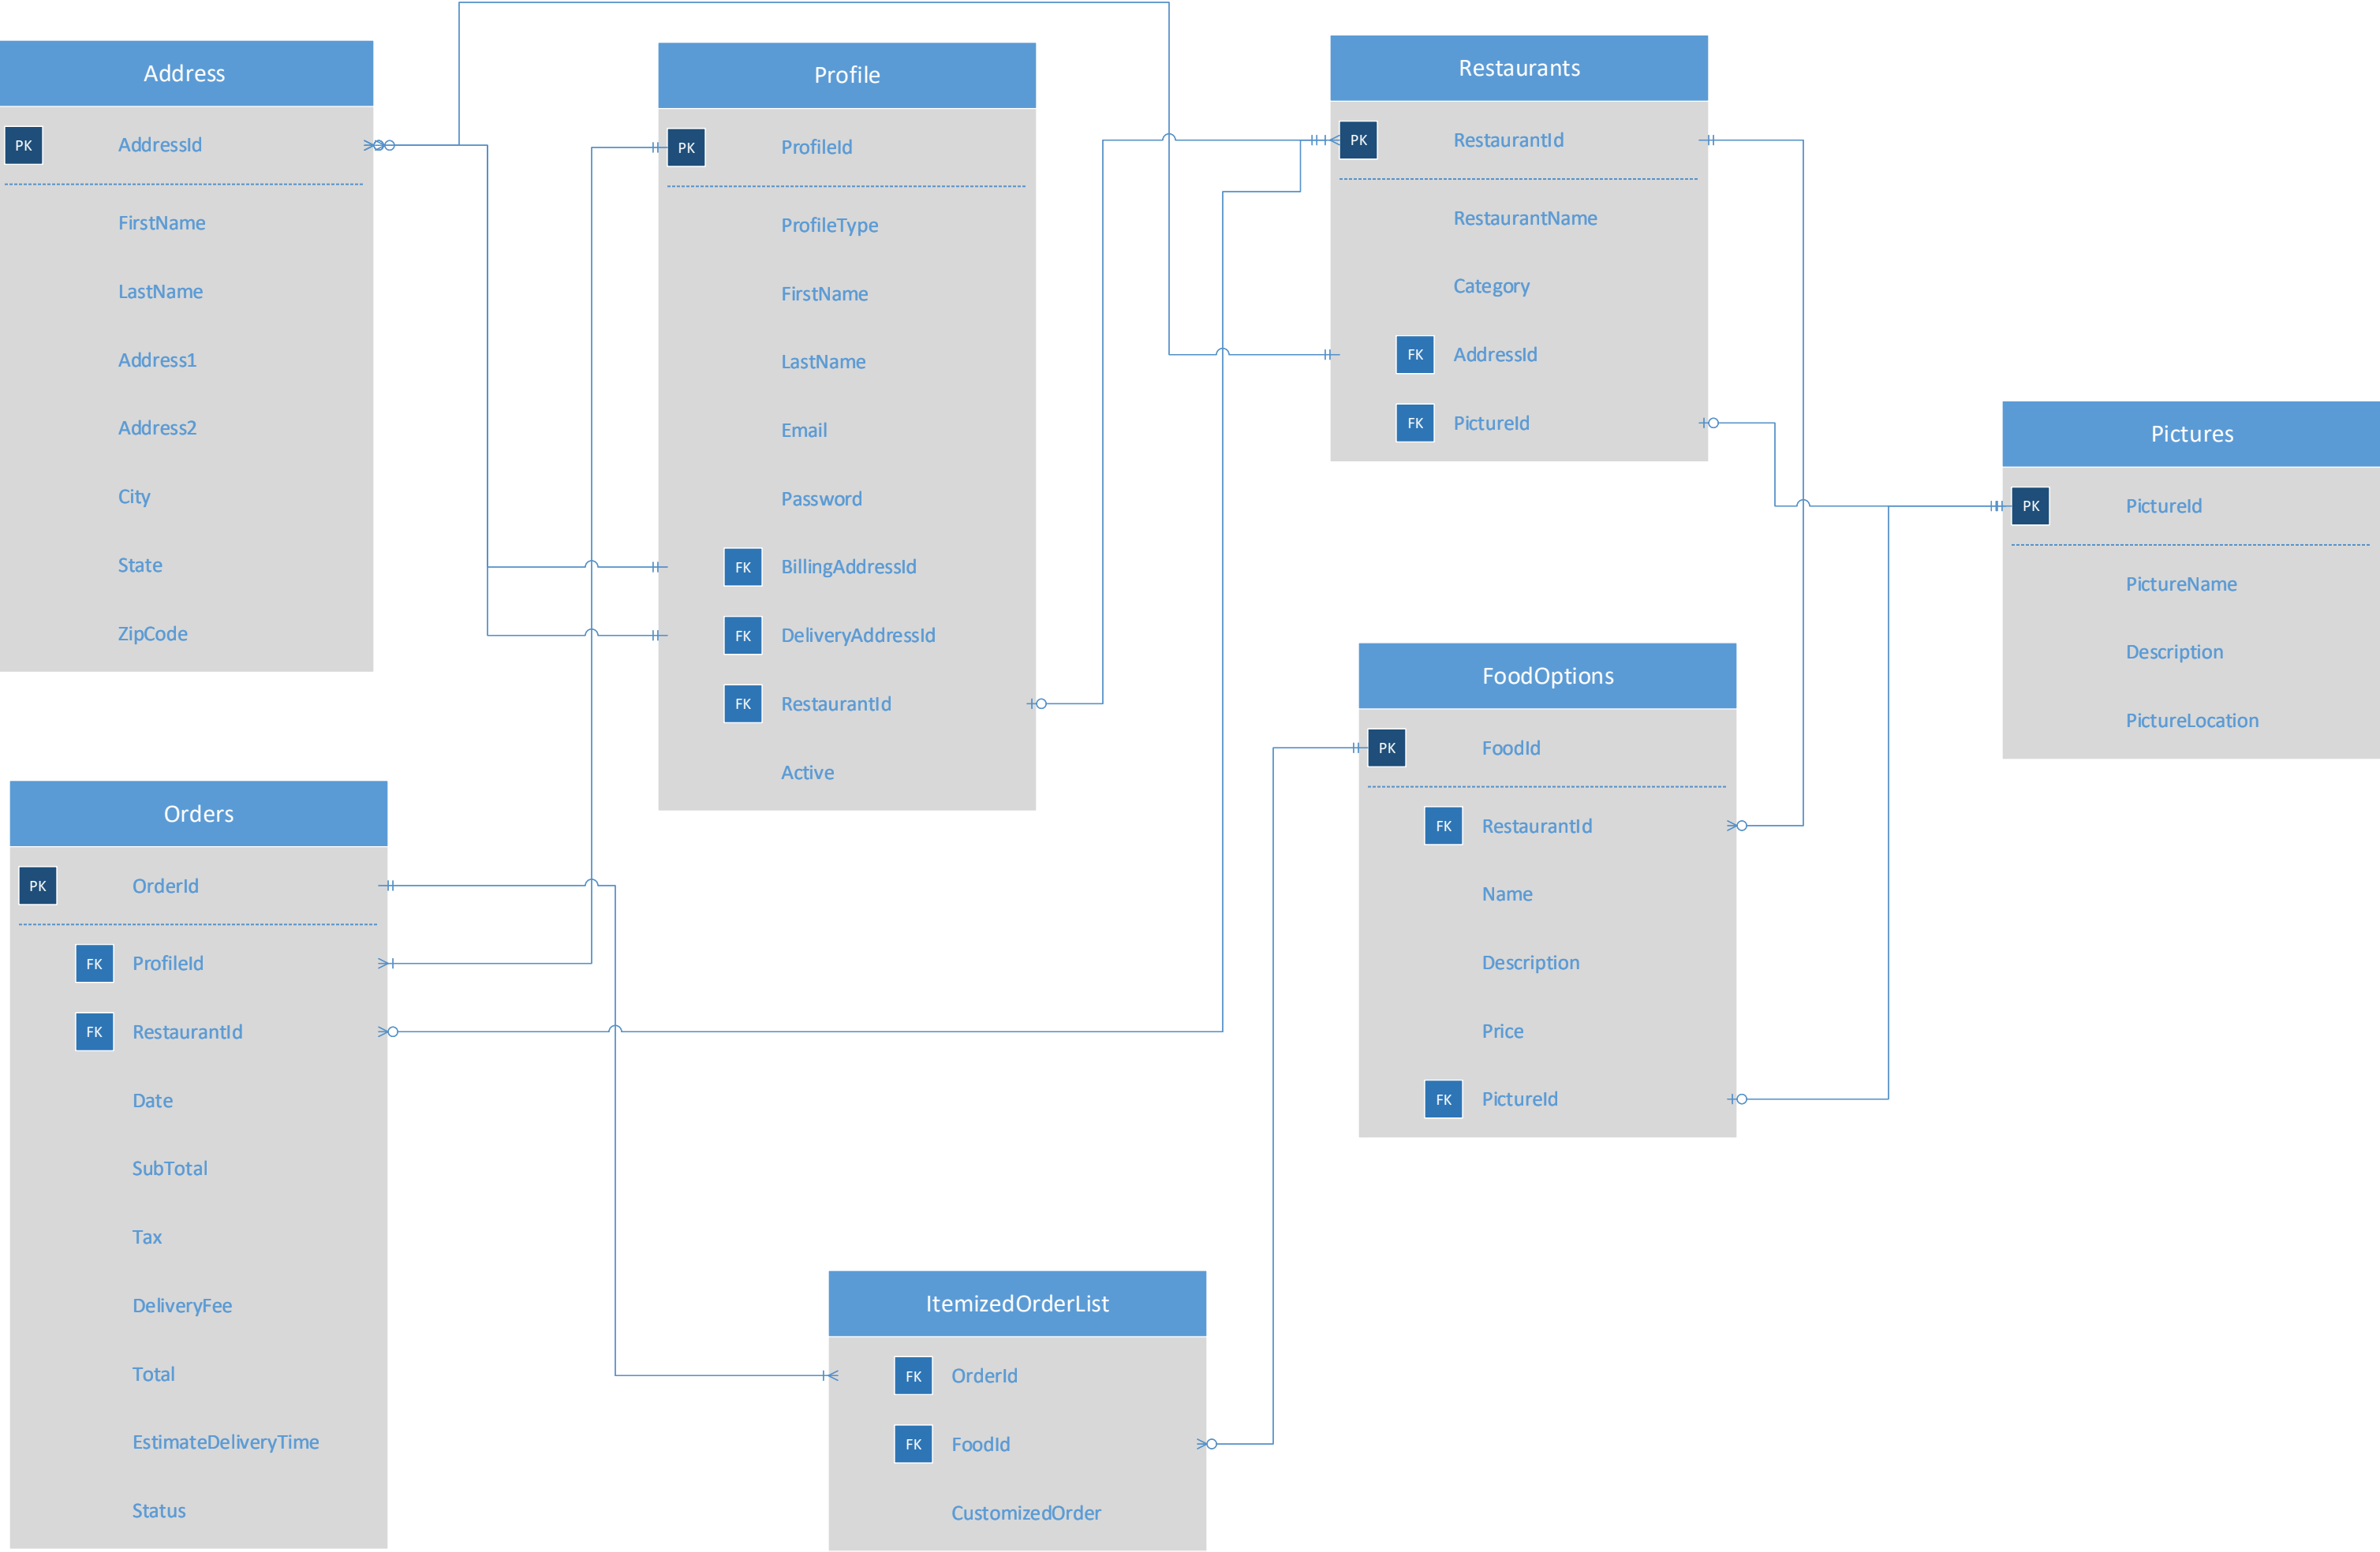 Address
PK AddressId
FirstName
LastName
Address1
Address2
City
State
ZipCode
Profile
PK ProfileId
ProfileType
FirstName
LastName
Email
Password
FK BillingAddressId
FK DeliveryAddressId
FK RestaurantId
Active
Restaurants
PK RestaurantId
RestaurantName
Category
FK AddressId
FK PictureId
Pictures
PK PictureId
PictureName
Description
PictureLocation
FoodOptions
PK FoodId
FK RestaurantId
Name
Description
Price
FK PictureId
Orders
PK OrderId
FK ProfileId
FK RestaurantId
Date
SubTotal
Tax
DeliveryFee
Total
EstimateDeliveryTime
Status
ItemizedOrderList
FK OrderId
FK FoodId
CustomizedOrder